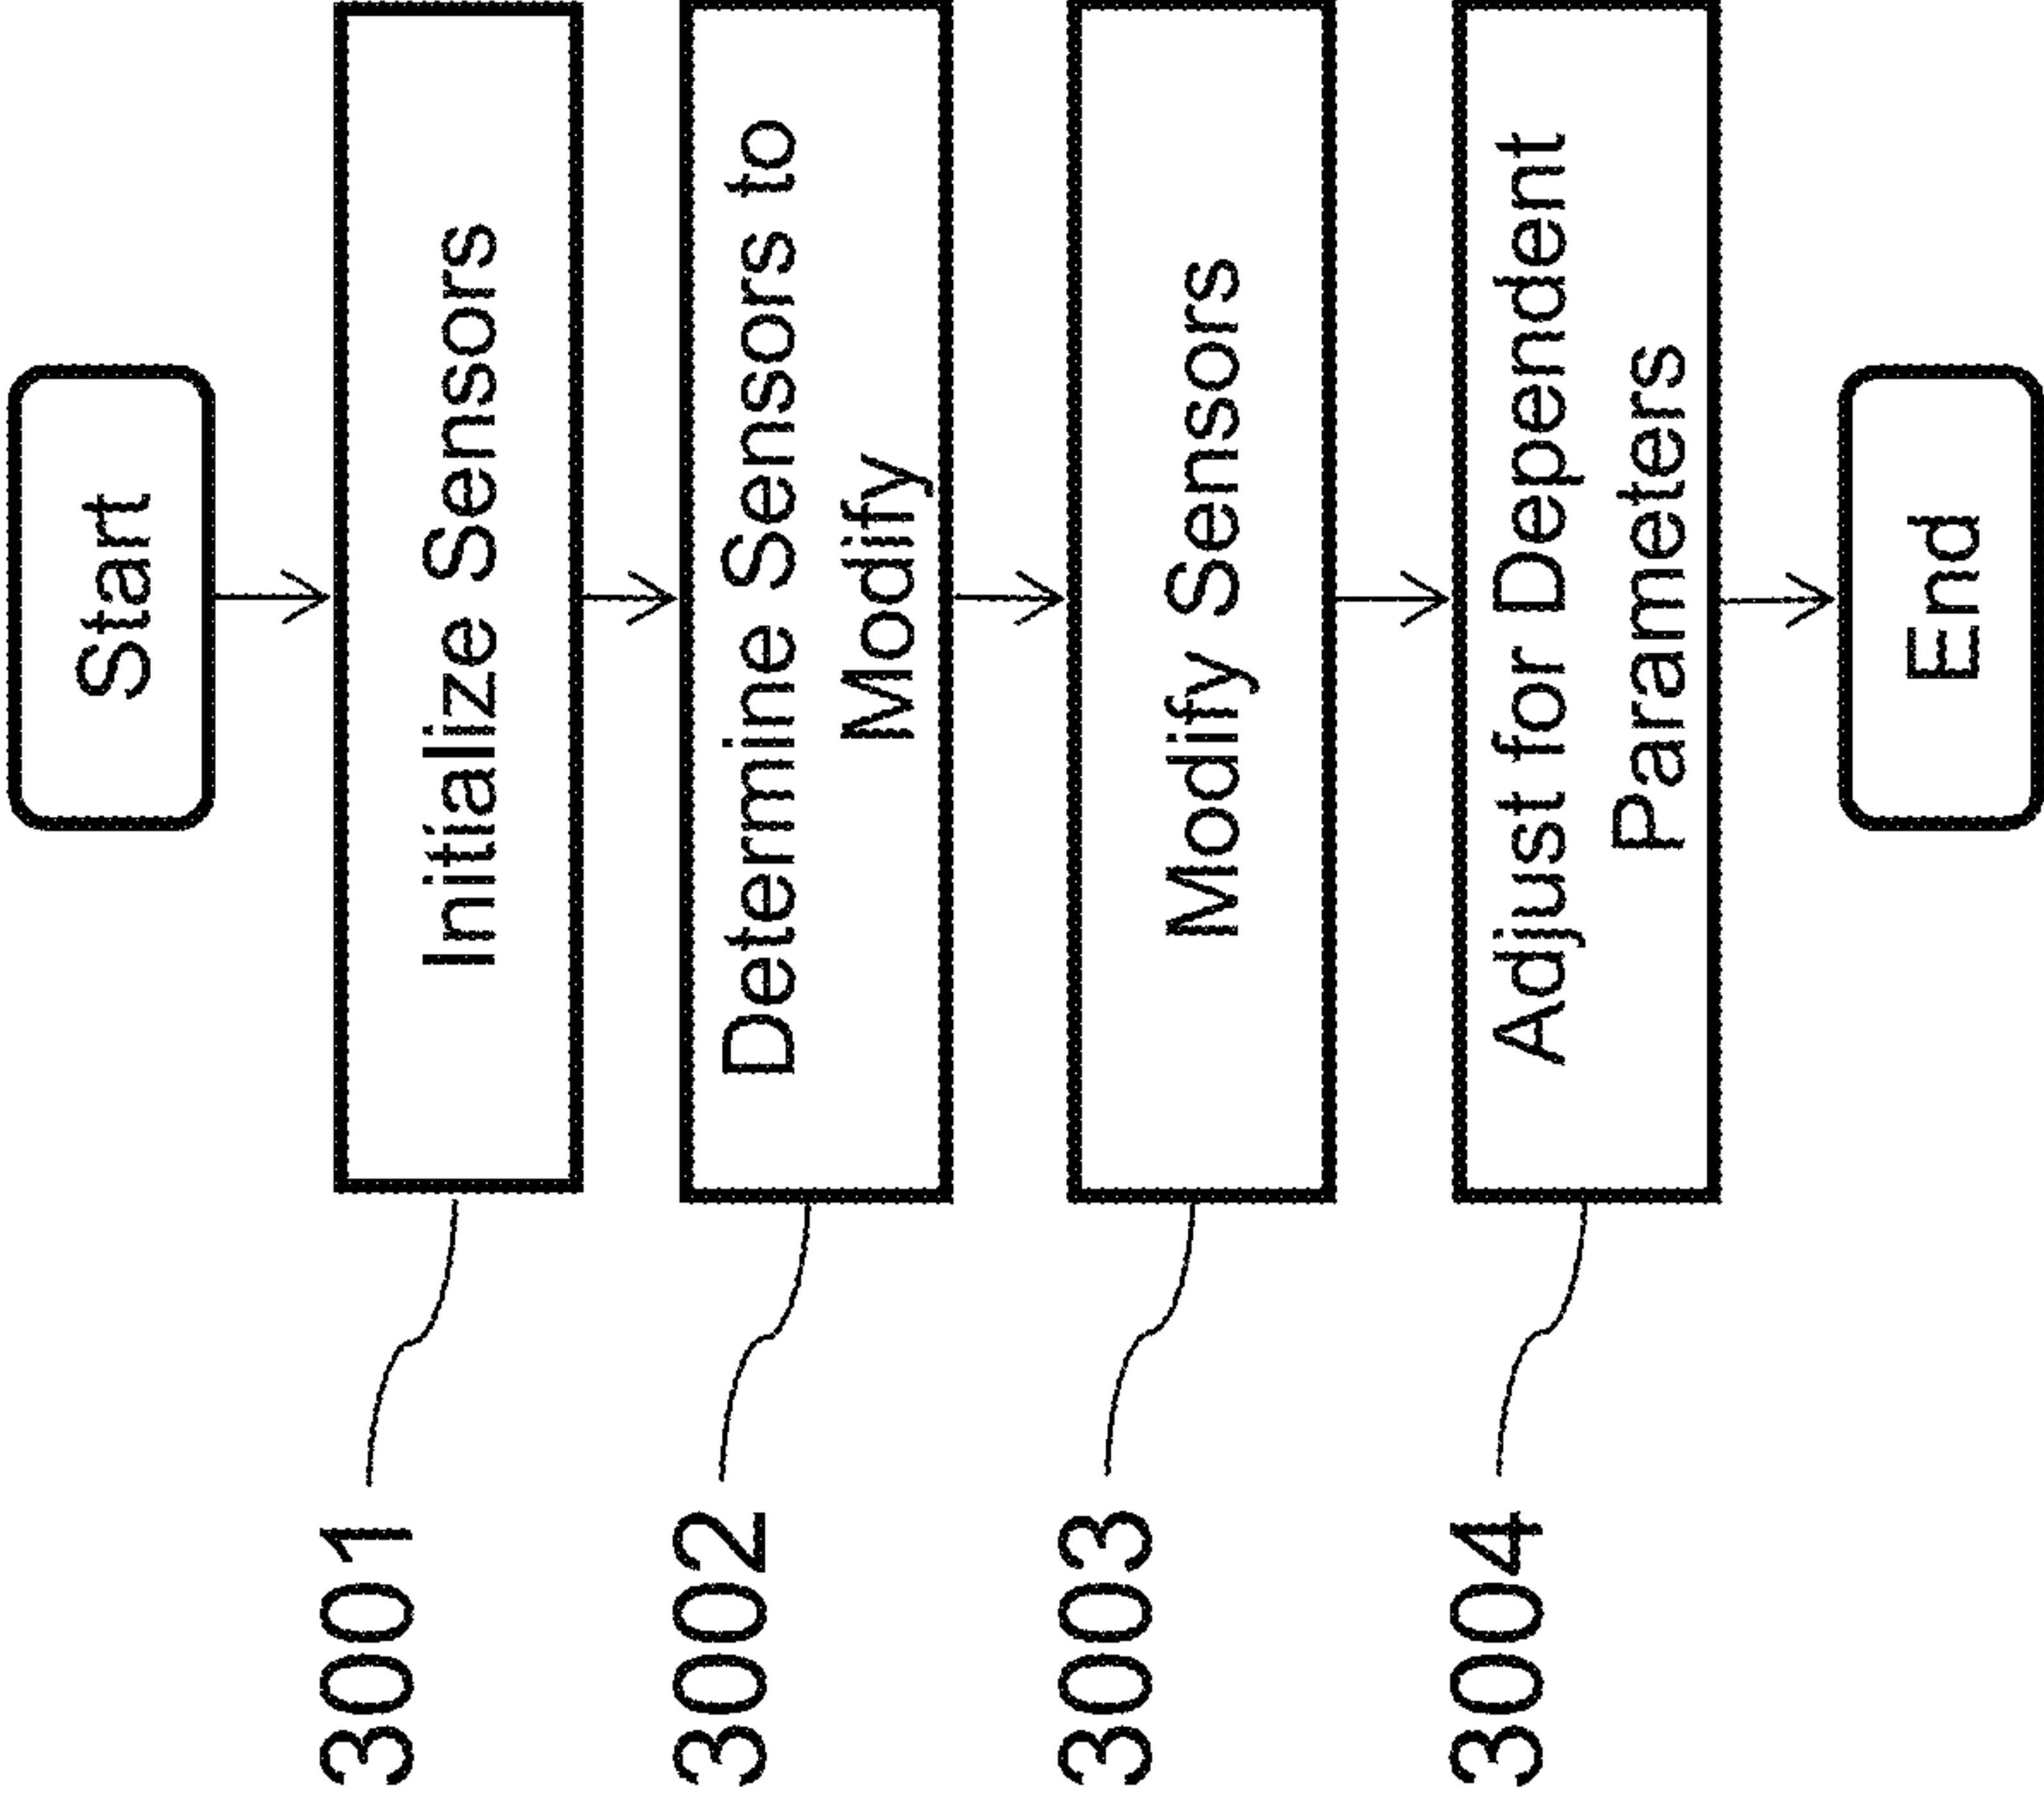 Start
3001
Initialize Sensors
3002
Determine Sensors to
Modify
3003
Modify Sensors
3004
Adjust for Dependent
Parameters
End